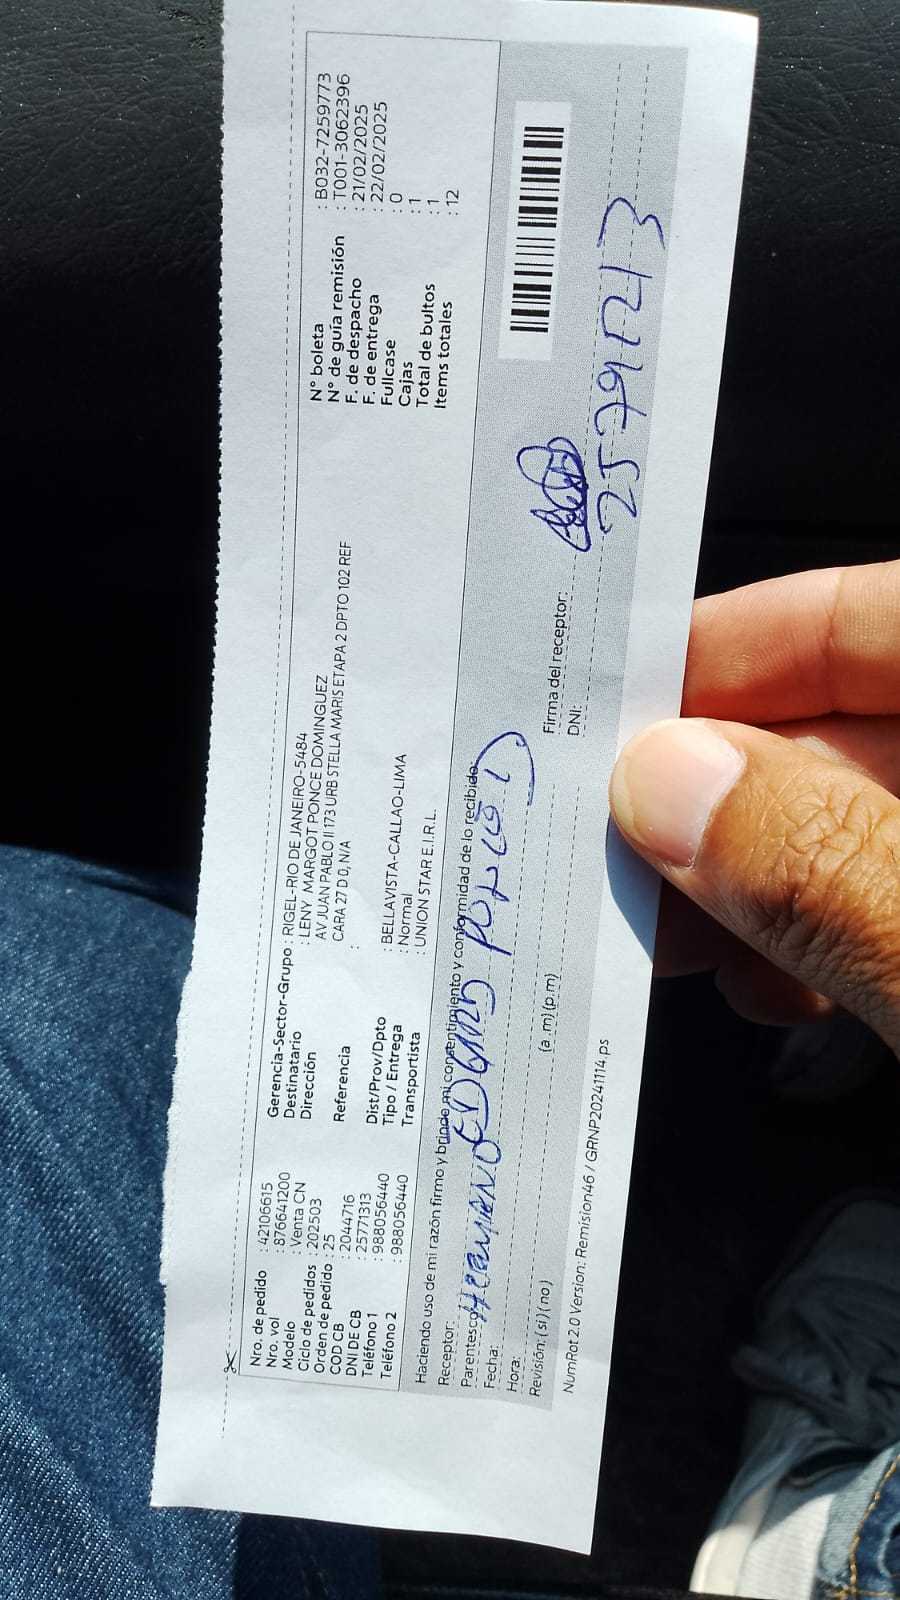 Nro. de pedido : 42106615
Nro. vol : 876641200
Modelo : Venta CN
Ciclo de pedidos : 202503
Orden de pedido : 25
COD CB : 2044716
DNI DE CB : 25771313
Teléfono 1 : 988056440
Teléfono 2 : 988056440
Gerencia-Sector-Grupo : RIGEL-RIO DE JANEIRO-5484
Destinatario : LENY MARGOT PONCE DOMINGUEZ
Dirección AV JUAN PABLO II 173 URB STELLA MARIS ETAPA 2 DPTO 102 REF
CARA 27 D 0, N/A
Referencia :
Dist/Prov/Dpto : BELLAVISTA-CALLAO-LIMA
Tipo / Entrega : Normal
Transportista : UNION STAR E.I.R.L.
N° boleta : B032-7259773
N° de guía remisión : T001-3062396
F. de despacho : 21/02/2025
F. de entrega : 22/02/2025
Fullcase : 0
Cajas : 1
Total de bultos : 1
Items totales : 12
Haciendo uso de mi razón firmo y brindo mi consentimiento y conformidad de lo recibido:
Receptor:
Parentesco: HERMANO
Fecha:
Hora: (a .m) (p.m)
Revisión: ( si ) ( no )
Firma del receptor:
DNI:
NumRot 2.0 Version: Remision46 / GRNP20241114.ps